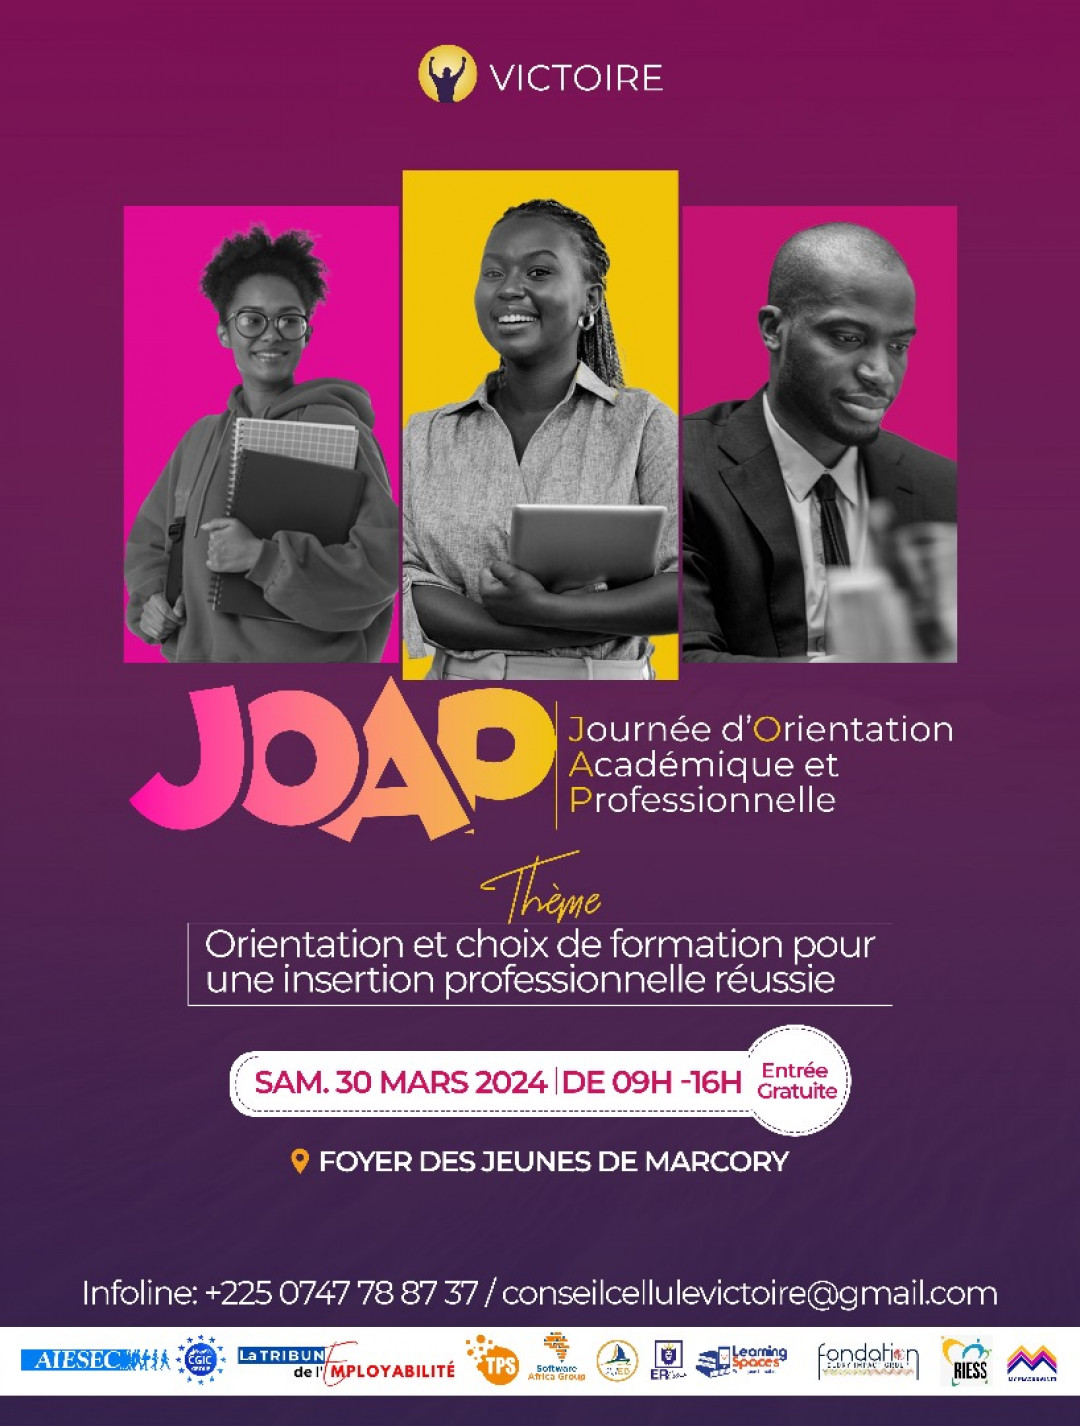 VICTOIRE
JOAP
Journée d'Orientation
Académique et
Professionnelle
Thème
Orientation et choix de formation pour
une insertion professionnelle réussie
SAM. 30 MARS 2024 | DE 09H -16H
Entrée
Gratuite
FOYER DES JEUNES DE MARCORY
Infoline: +225 0747 78 87 37 / conseilcellulevictoire@gmail.com
AIESEC
CGIC
La TRIBUN
de l'EMPLOYABILITÉ
TPS
Software
Africa Group
Learning
Spaces
fondation
RIESS